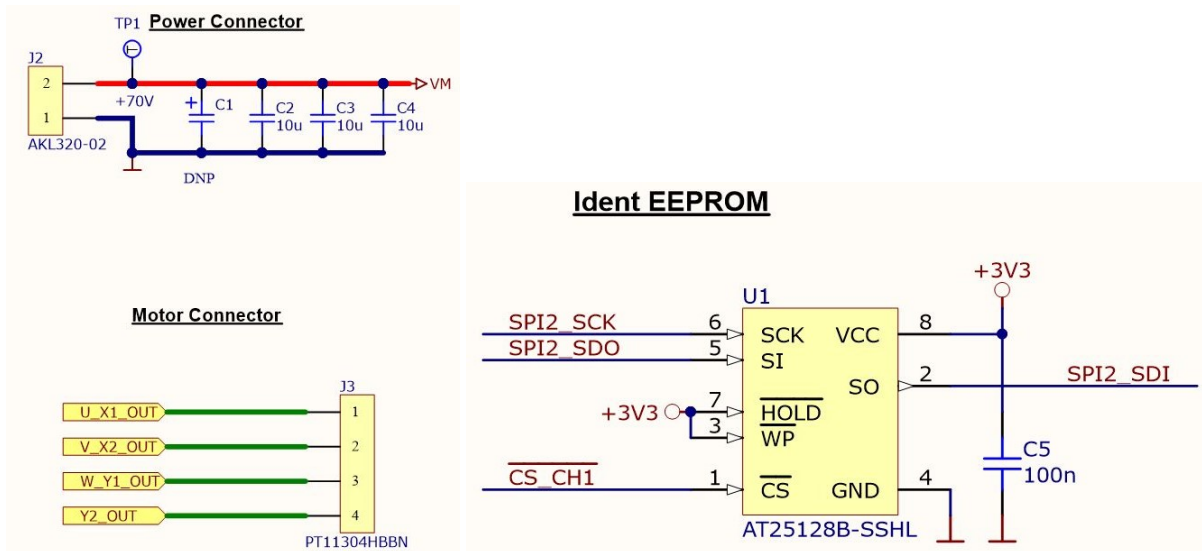 Power Connector
TP1
J2
2
+70V
VM
1
AKL320-02
+
C1
C2
10u
C3
10u
C4
10u
DNP
Motor Connector
J3
U_X1_OUT
1
V_X2_OUT
2
W_Y1_OUT
3
Y2_OUT
4
PT11304HBBN
Ident EEPROM
+3V3
U1
SPI2_SCK
6
SCK
VCC
8
SPI2_SDO
5
SI
SO
2
SPI2_SDI
+3V3
7
HOLD
3
WP
CS_CH1
1
CS
GND
4
C5
100n
AT25128B-SSHL